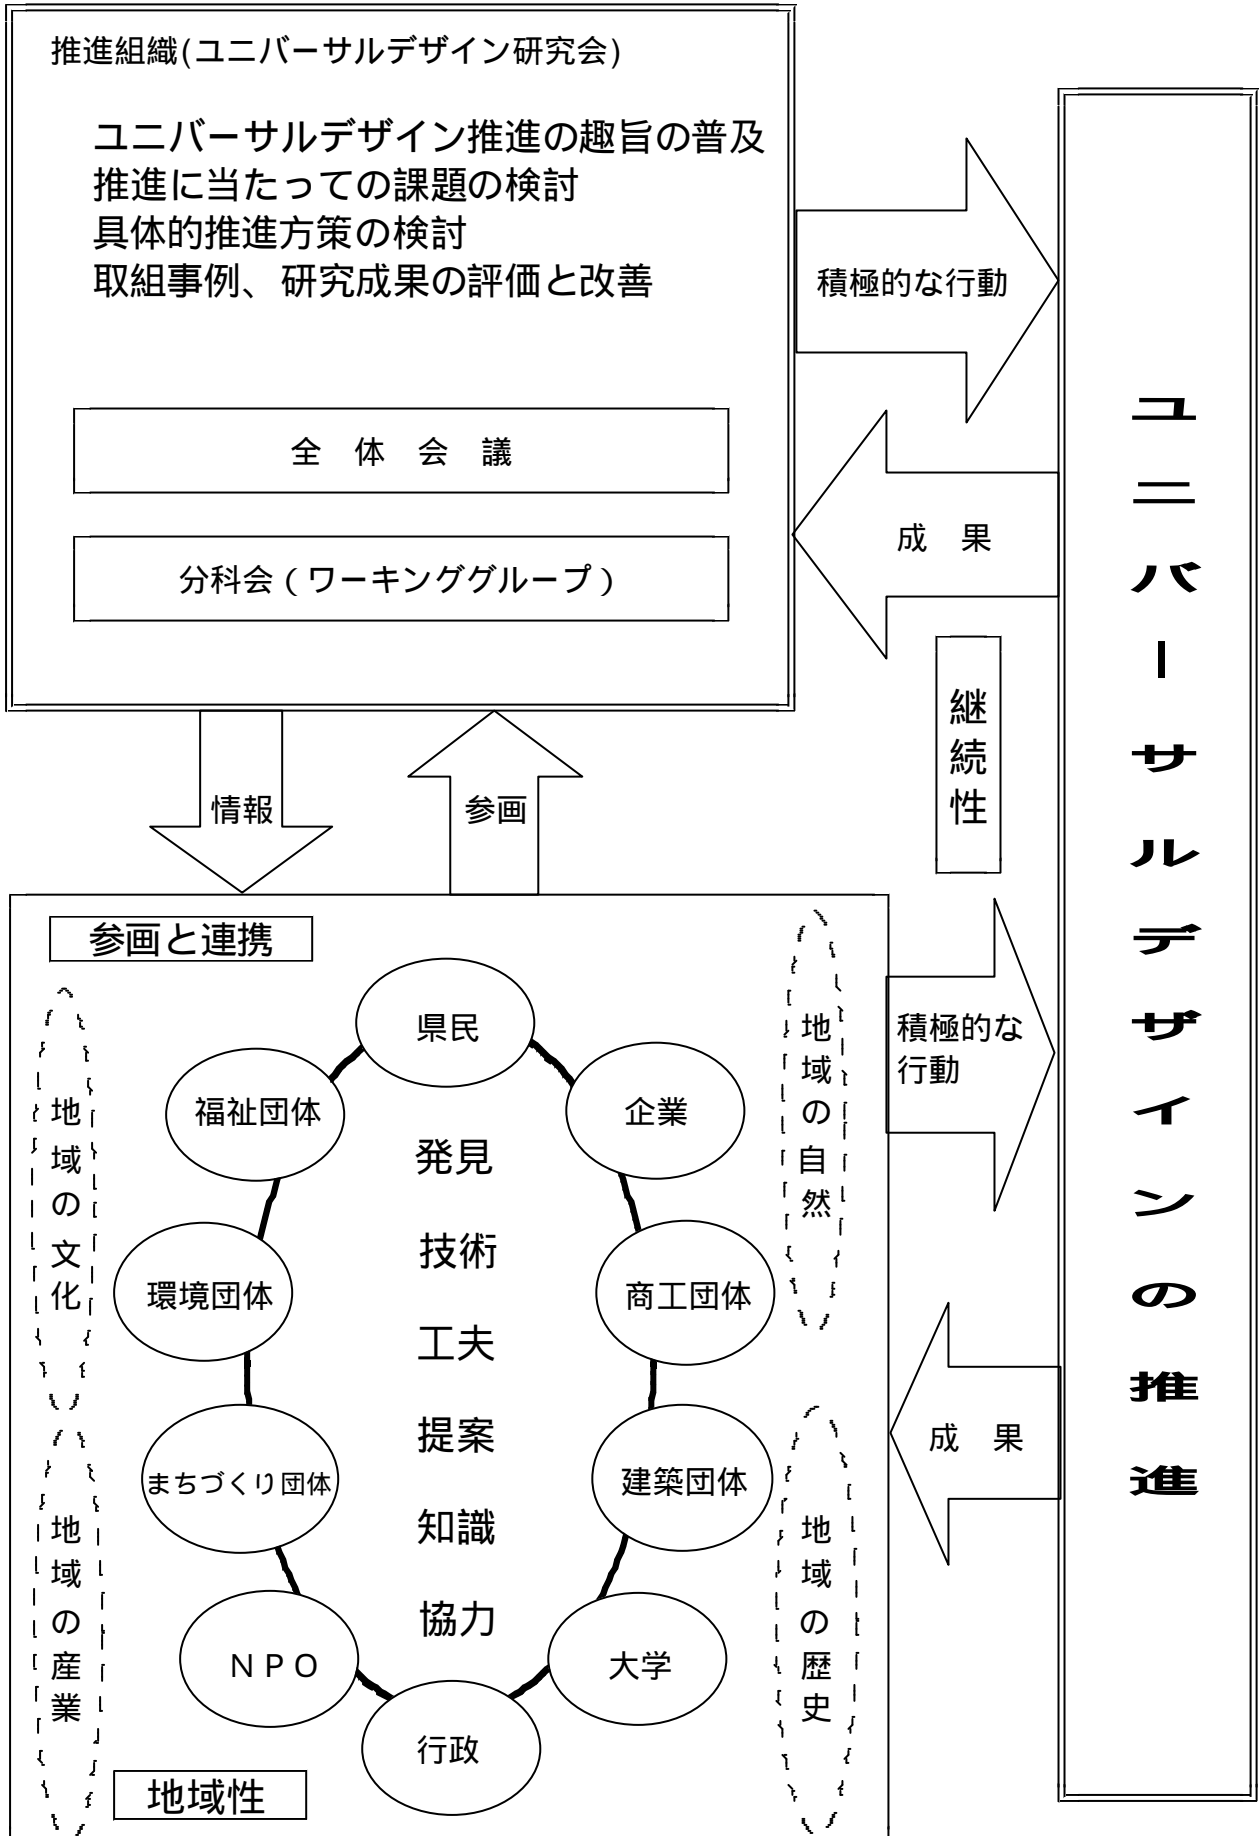 推進組織(ユニバーサルデザイン研究会)
ユニバーサルデザイン推進の趣旨の普及
推進に当たっての課題の検討
具体的推進方策の検討
取組事例、研究成果の評価と改善
全 体 会 議
分科会(ワーキンググループ)
積極的な行動
成 果
継続性
情報
参画
ユニバーサルデザインの推進
参画と連携
県民
福祉団体
企業
環境団体
商工団体
まちづくり団体
建築団体
NPO
大学
行政
発見
技術
工夫
提案
知識
協力
地域の文化
地域の自然
地域の産業
地域の歴史
地域性
積極的な
行動
成 果